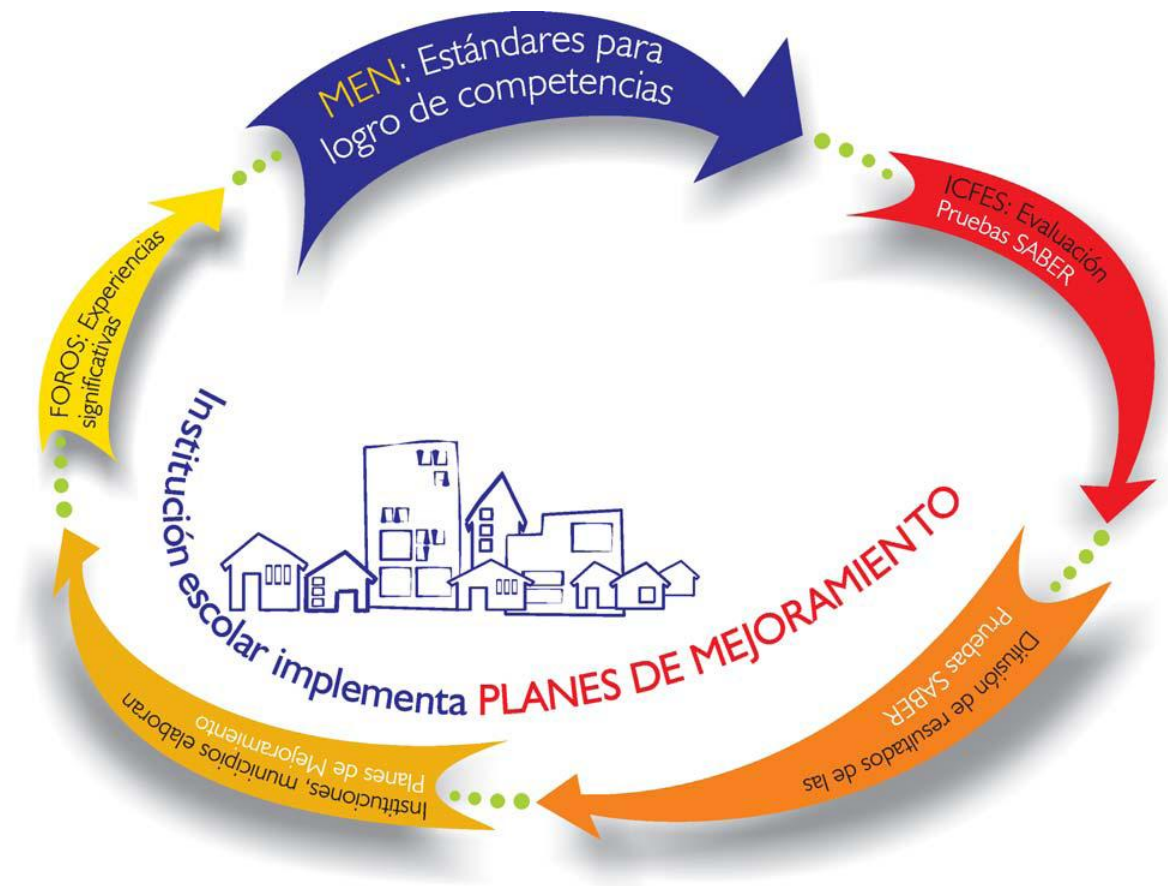 MEN: Estándares para
logro de competencias
ICFES: Evaluación
Pruebas SABER
Difusión de resultados de las
Pruebas SABER
Instituciones, municipios elaboran
Planes de Mejoramiento
FOROS: Experiencias
significativas
Institución escolar implementa PLANES DE MEJORAMIENTO